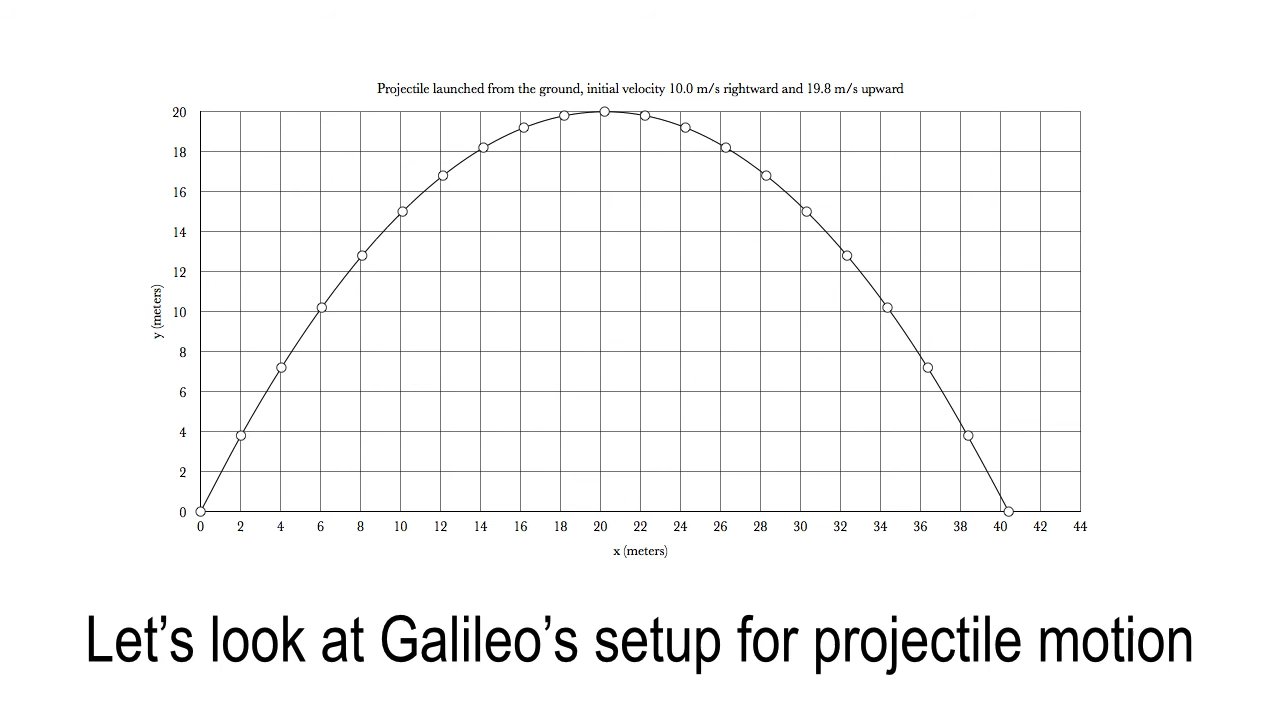 Projectile launched from the ground, initial velocity 10.0 m/s rightward and 19.8 m/s upward
20
18
16
14
12
10
8
6
4
2
0
y (meters)
0 2 4 6 8 10 12 14 16 18 20 22 24 26 28 30 32 34 36 38 40 42 44
x (meters)
Let’s look at Galileo’s setup for projectile motion